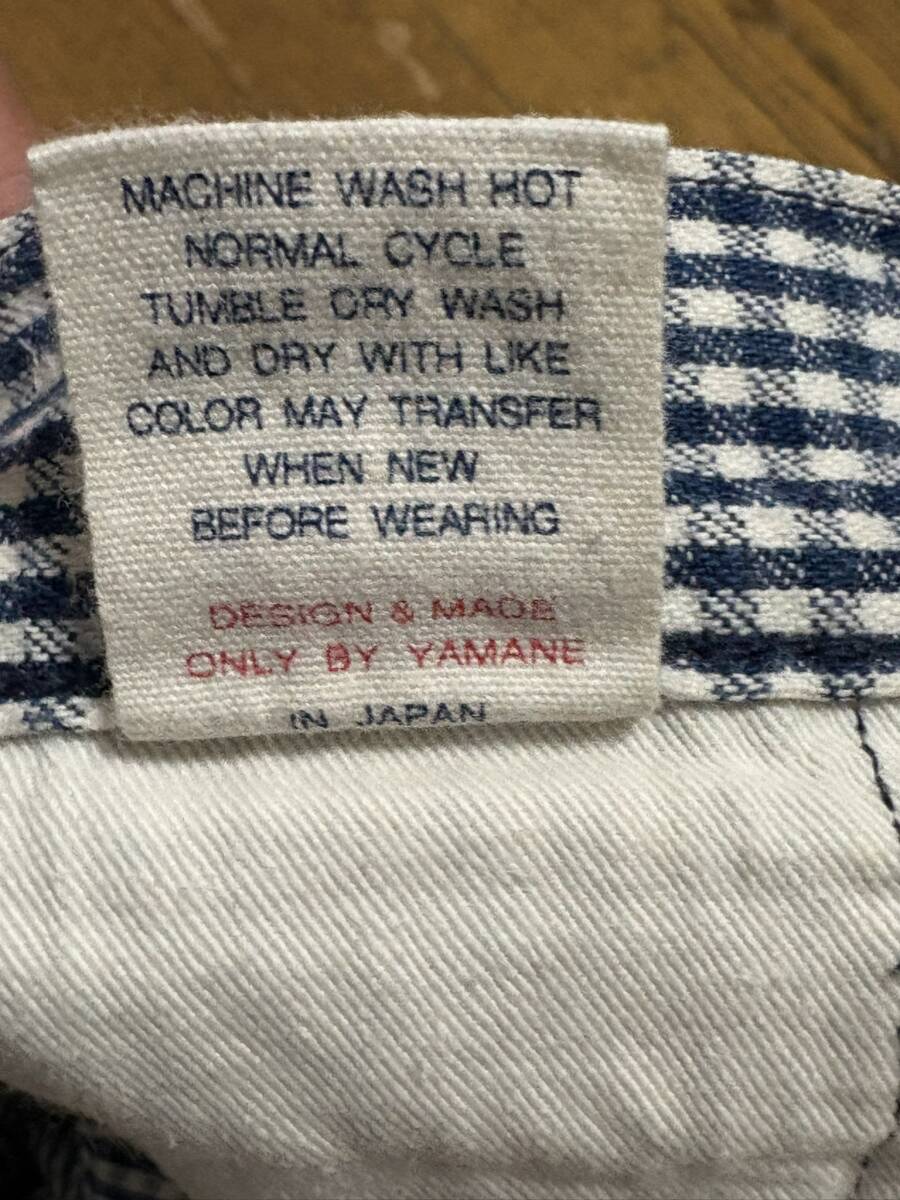 MACHINE WASH HOT
NORMAL CYCLE
TUMBLE DRY WASH
AND DRY WITH LIKE
COLOR MAY TRANSFER
WHEN NEW
BEFORE WEARING
DESIGN & MADE
ONLY BY YAMANE
IN JAPAN